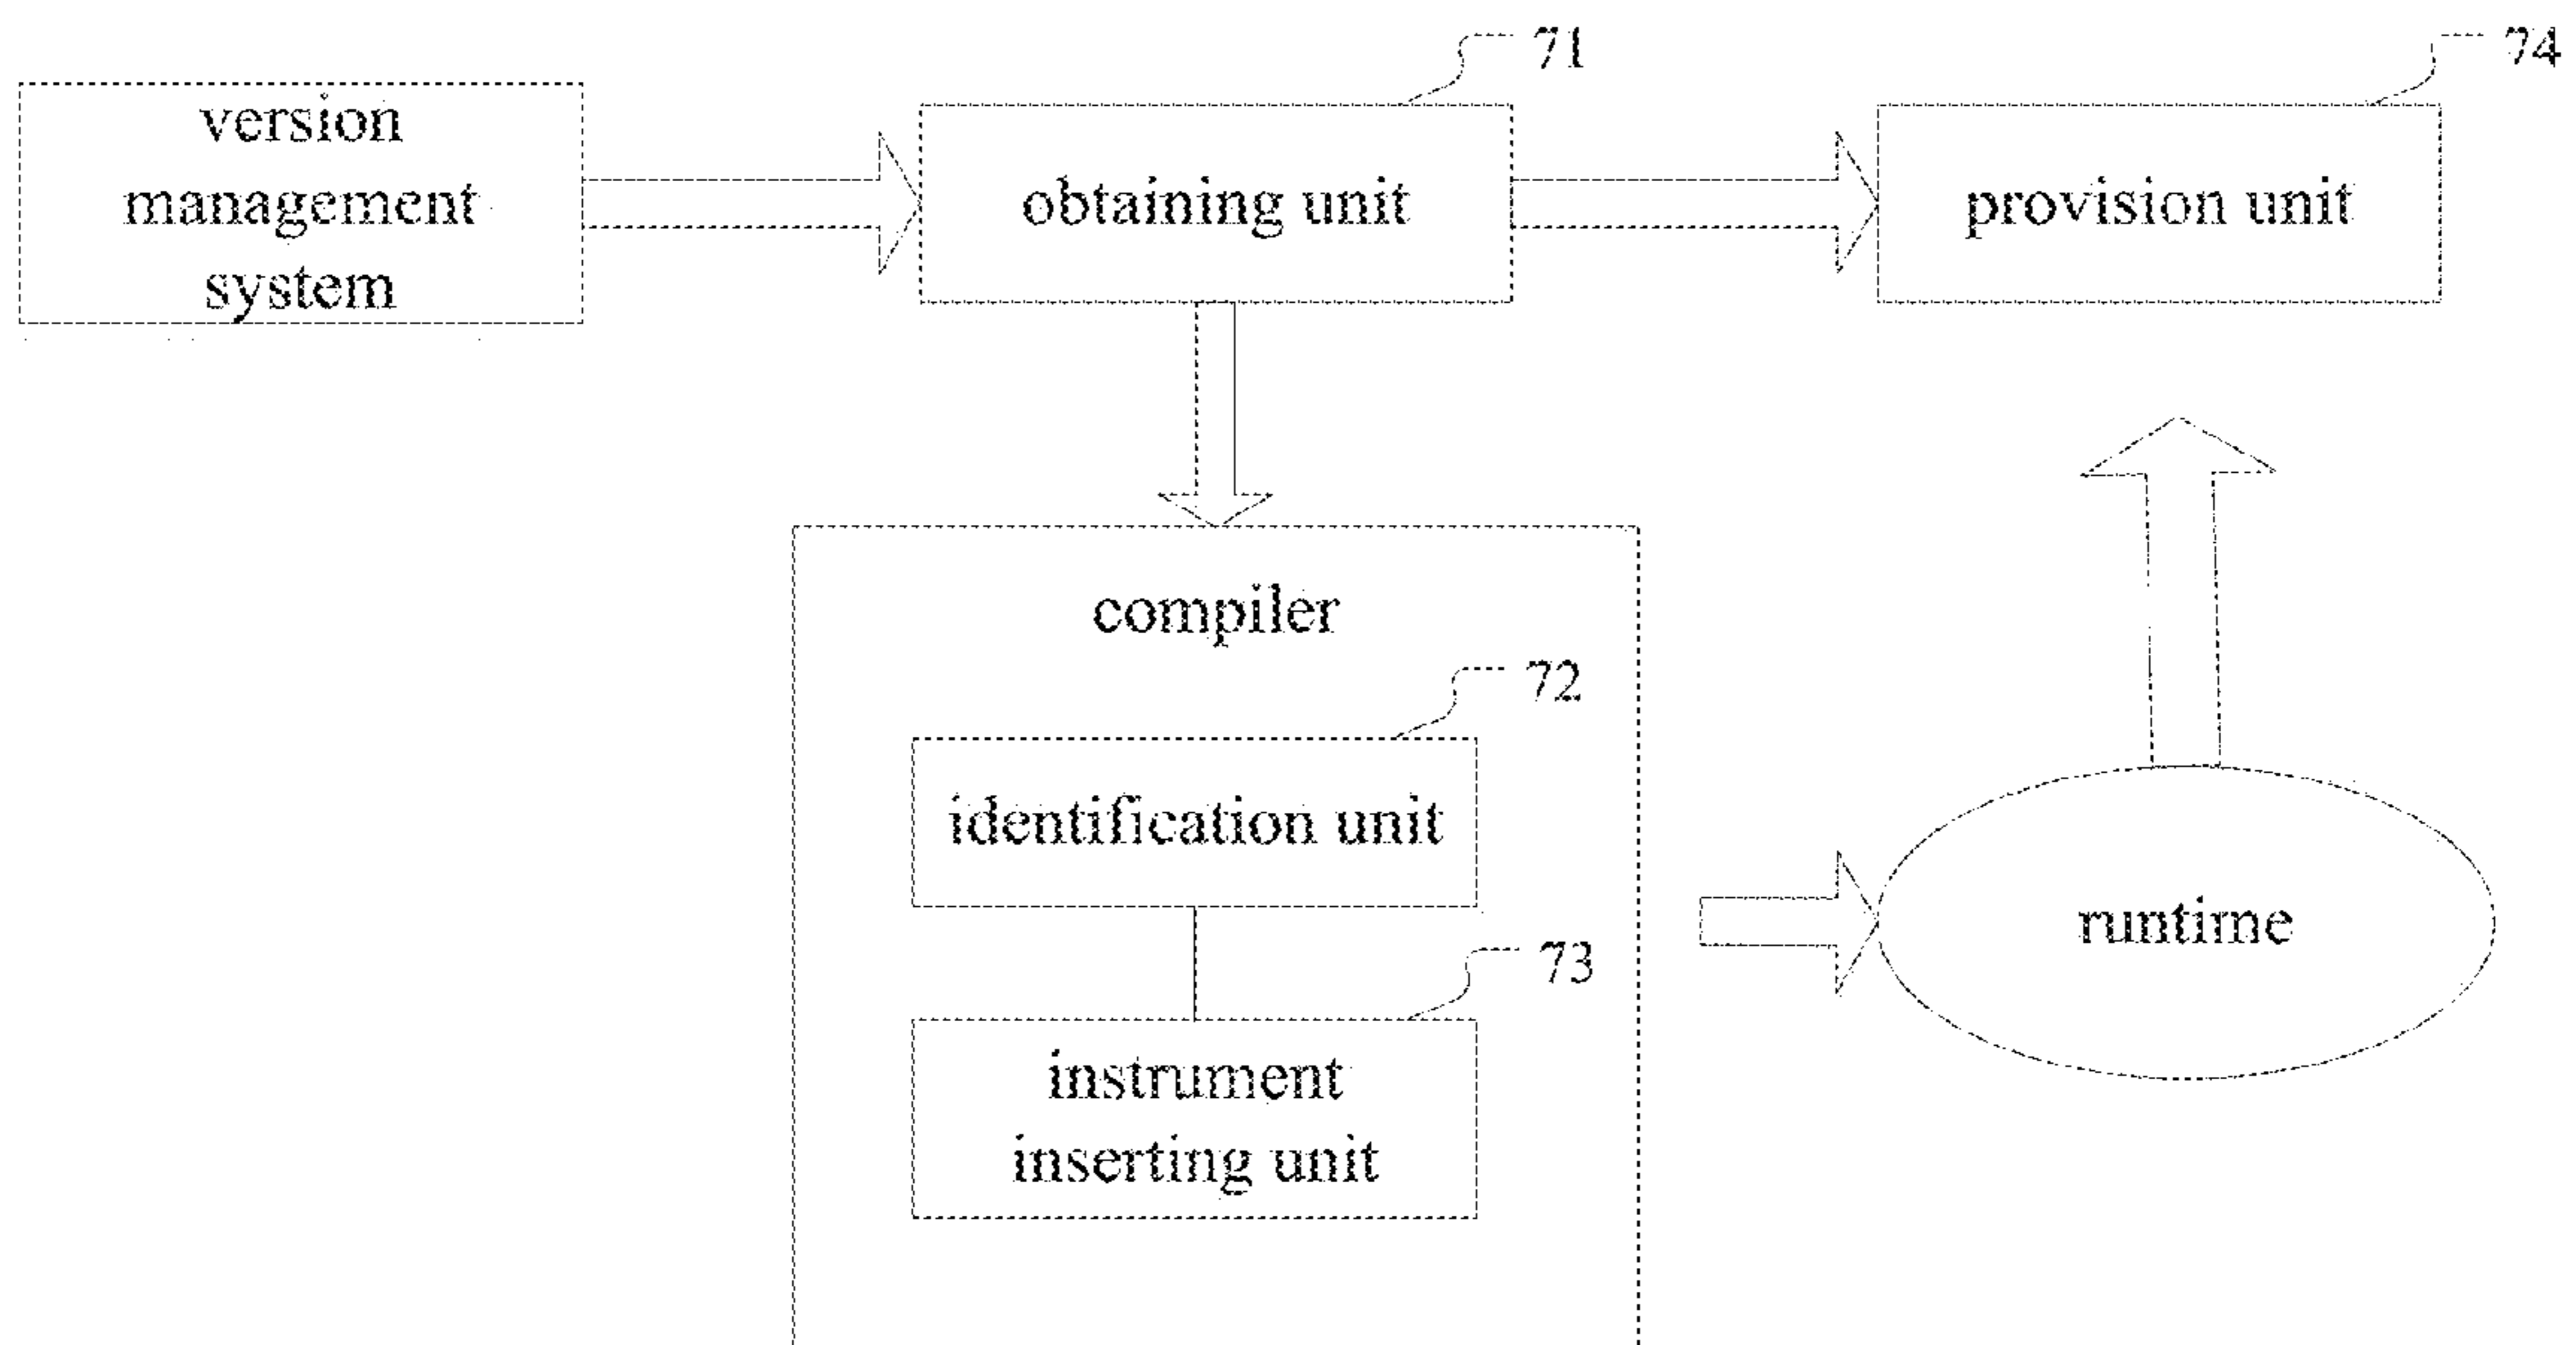 71
74
version
management
system
obtaining unit
provision unit
compiler
72
identification unit
73
instrument
inserting unit
runtime